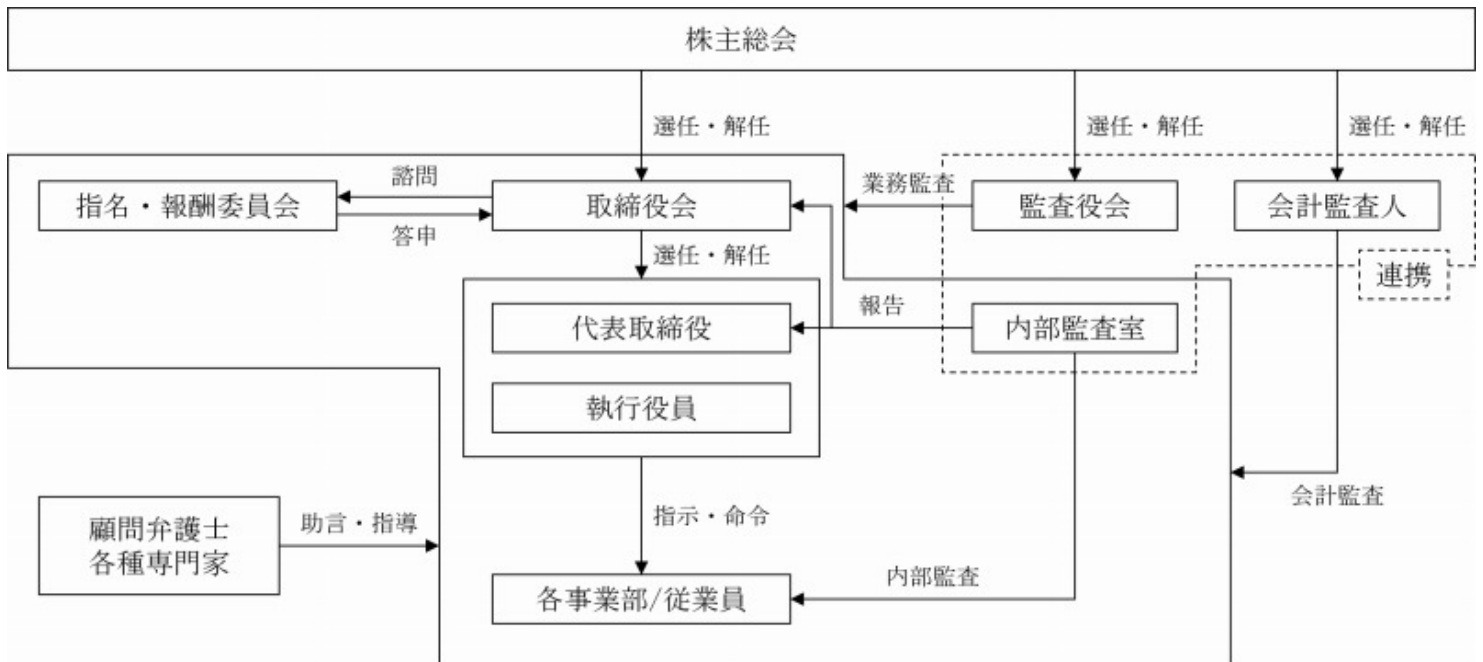 株主総会
選任・解任
選任・解任
選任・解任
指名・報酬委員会
諮問
答申
取締役会
業務監査
監査役会
会計監査人
選任・解任
連携
代表取締役
報告
内部監査室
執行役員
会計監査
顧問弁護士
各種専門家
助言・指導
指示・命令
内部監査
各事業部/従業員